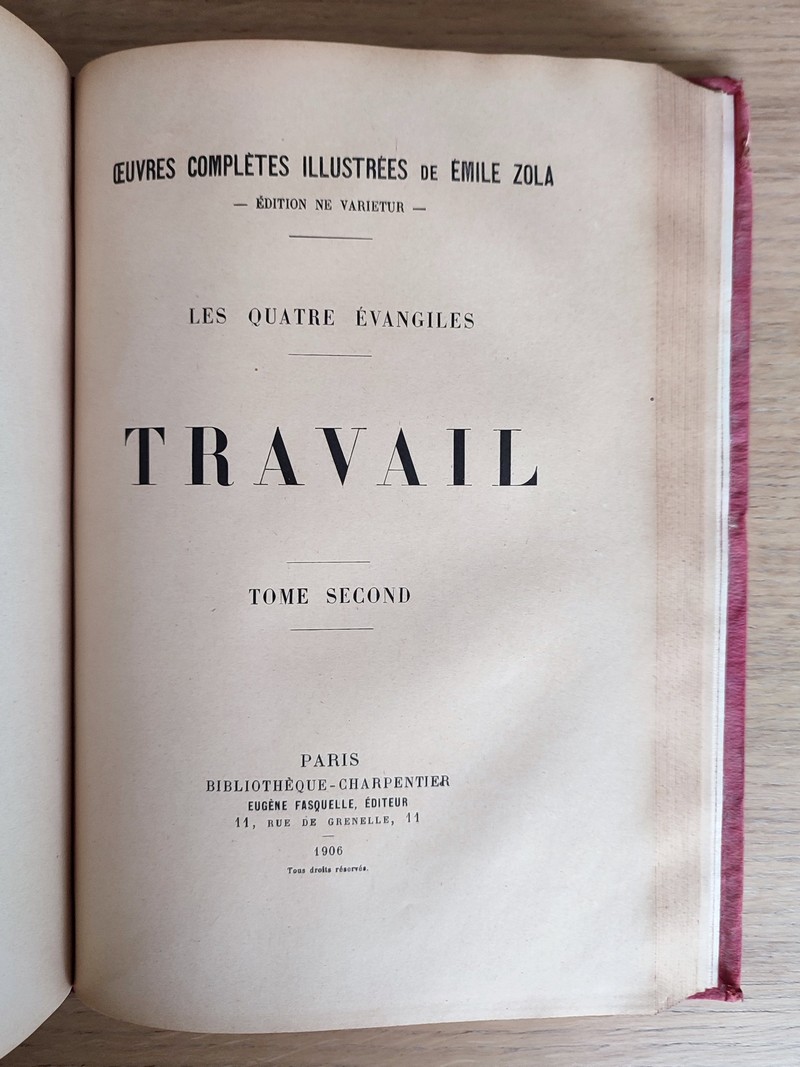 ŒUVRES COMPLÈTES ILLUSTRÉES DE ÉMILE ZOLA
— ÉDITION NE VARIETUR —
LES QUATRE ÉVANGILES
TRAVAIL
TOME SECOND
PARIS
BIBLIOTHÈQUE-CHARPENTIER
EUGÈNE FASQUELLE, ÉDITEUR
11, RUE DE GRENELLE, 11
1906
Tous droits réservés.